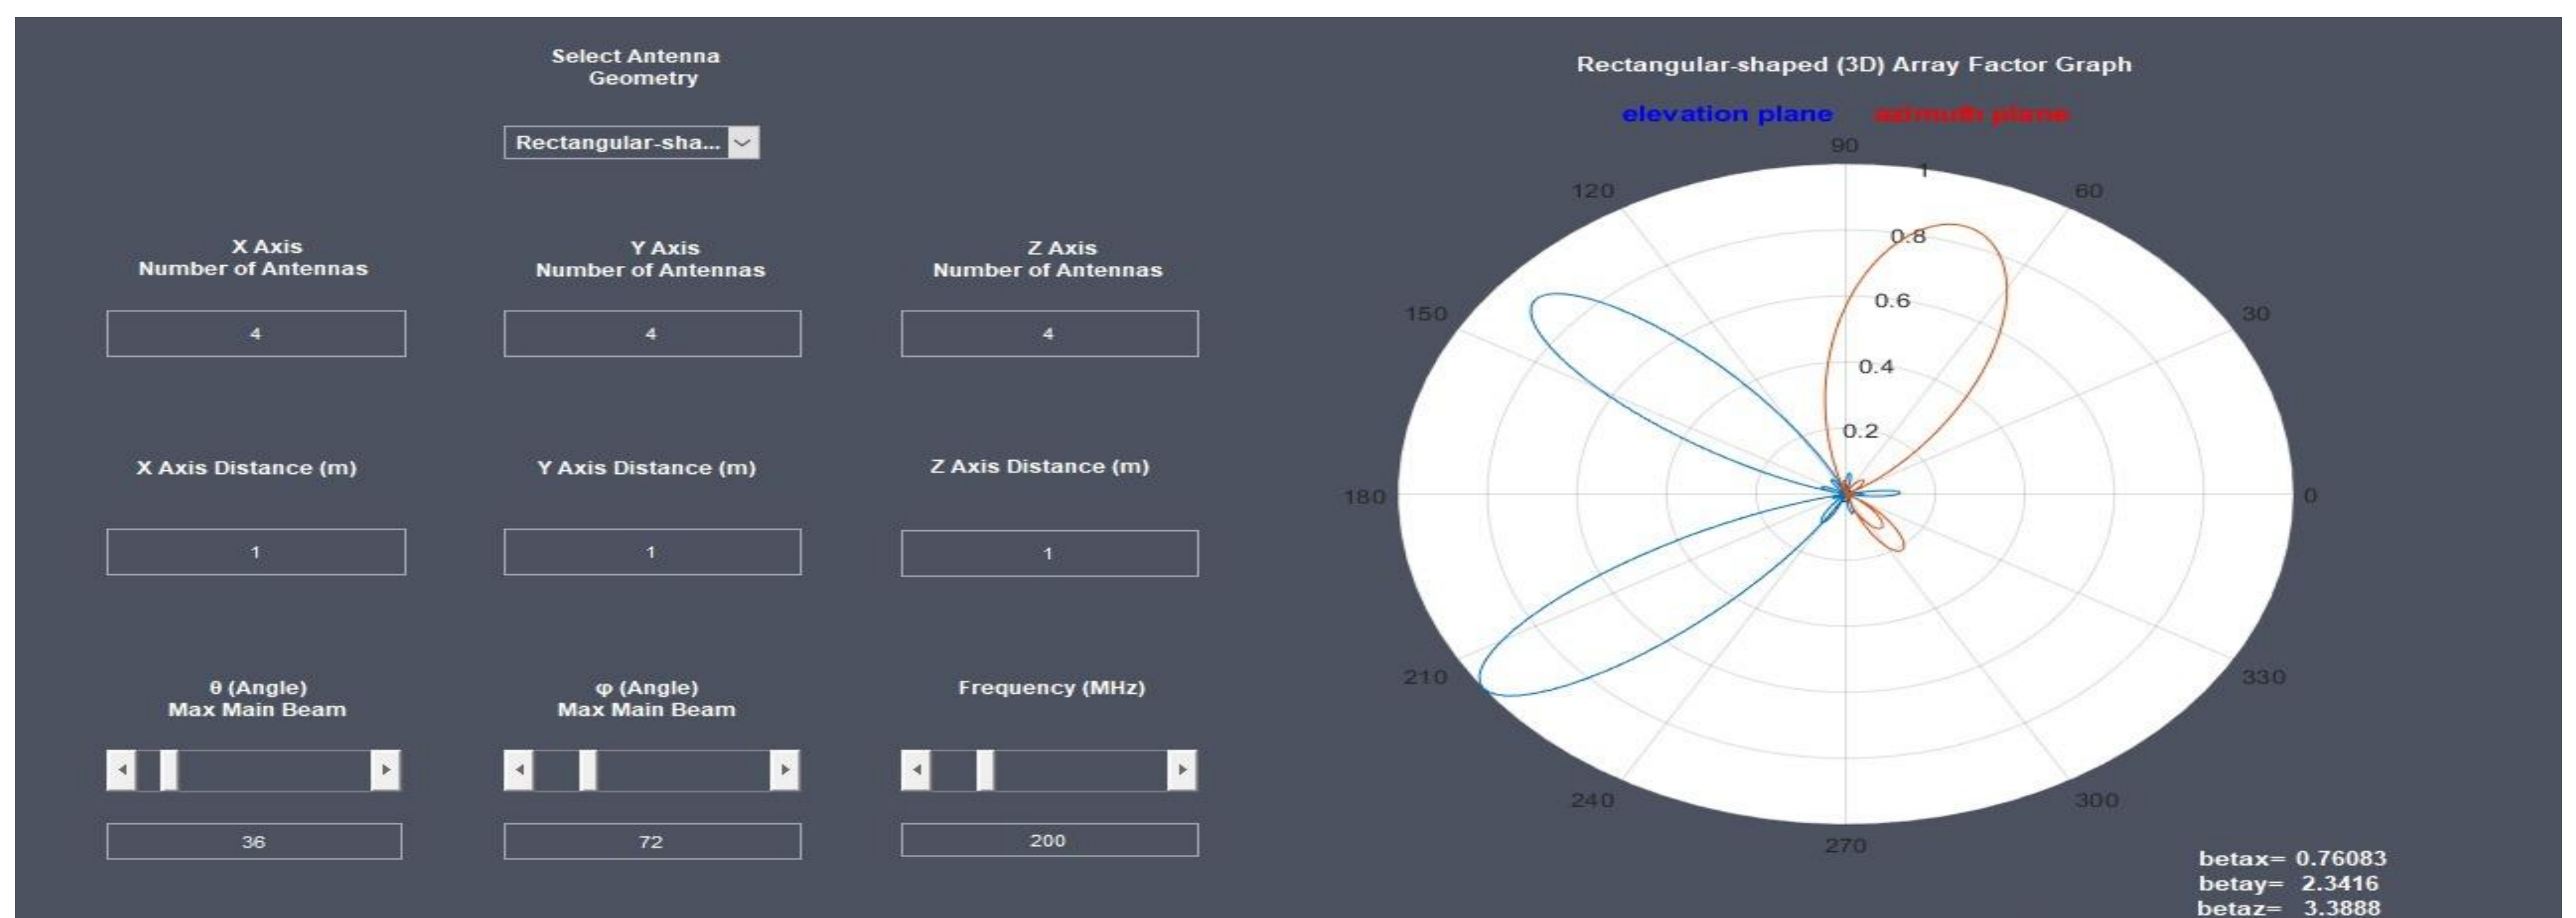 Select Antenna
Geometry
Rectangular-sha...
X Axis
Number of Antennas
Y Axis
Number of Antennas
Z Axis
Number of Antennas
4
4
4
X Axis Distance (m)
Y Axis Distance (m)
Z Axis Distance (m)
1
1
1
θ (Angle)
Max Main Beam
φ (Angle)
Max Main Beam
Frequency (MHz)
36
72
200
Rectangular-shaped (3D) Array Factor Graph
elevation plane
azimuth plane
90
120
60
1
0.8
0.6
150
30
0.4
0.2
180
0
210
330
240
300
270
betax= 0.76083
betay= 2.3416
betaz= 3.3888